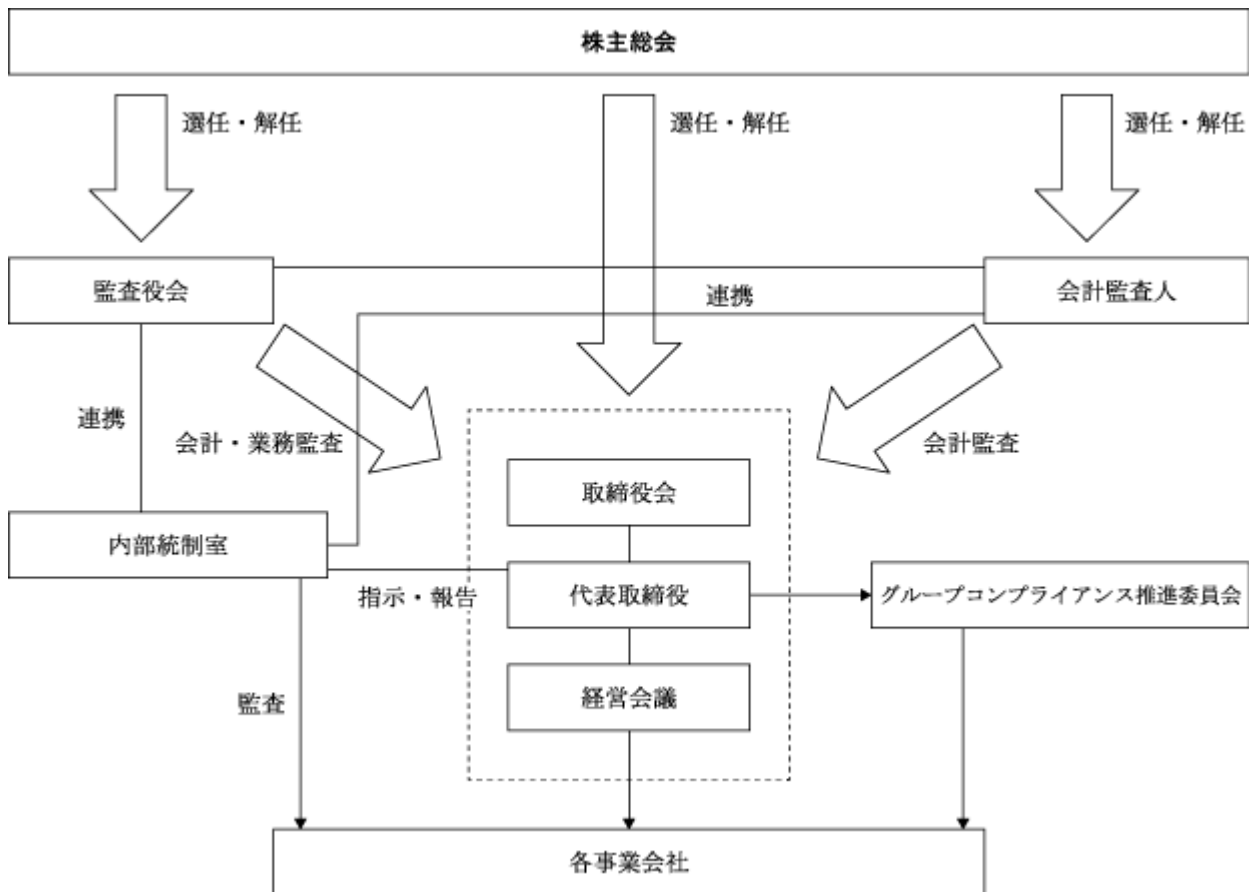 株主総会
選任・解任
選任・解任
選任・解任
監査役会
会計監査人
連携
連携
会計・業務監査
会計監査
取締役会
内部統制室
指示・報告
代表取締役
グループコンプライアンス推進委員会
経営会議
監査
各事業会社